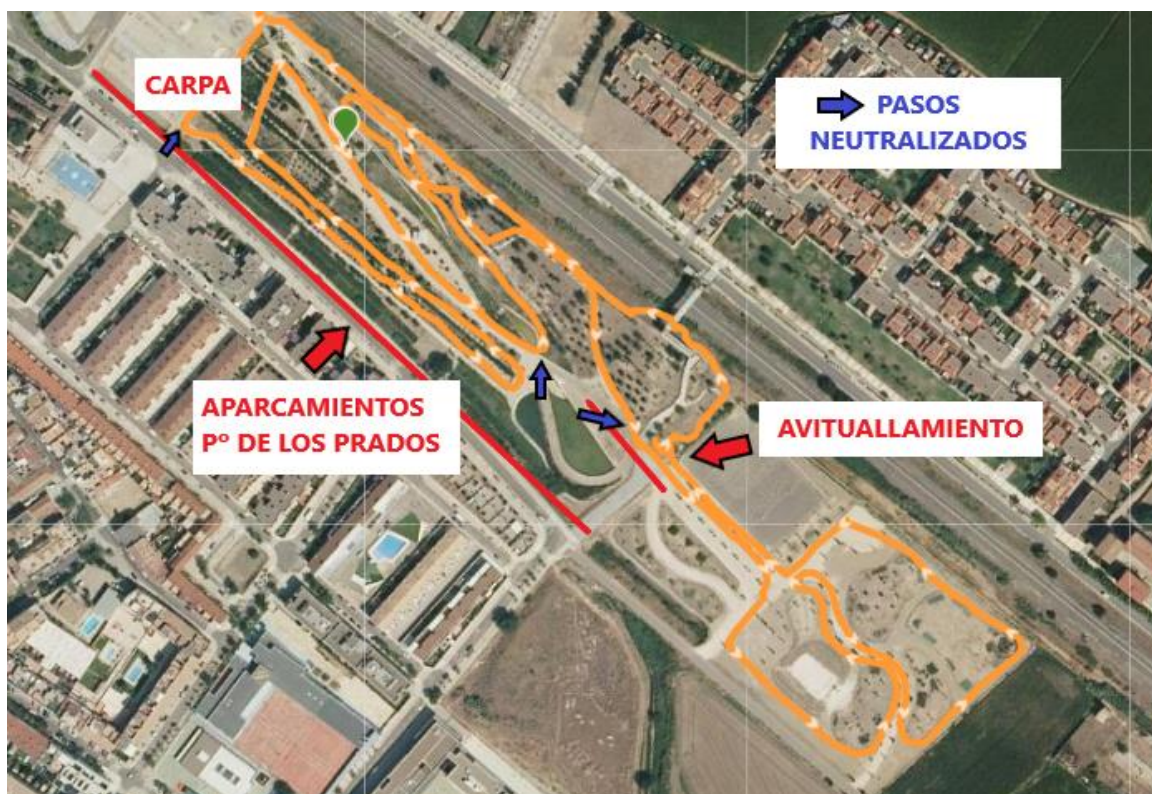 CARPA
PASOS
NEUTRALIZADOS
APARCAMIENTOS
Pº DE LOS PRADOS
AVITUALLAMIENTO